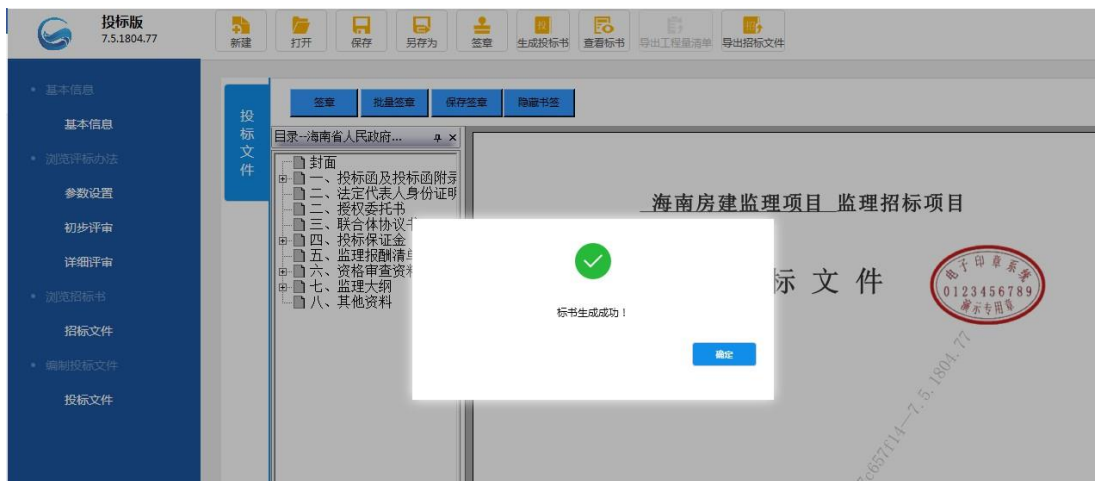 投标版
7.5.1804.77
新建
打开
保存
另存为
签章
生成投标书
查看标书
导出工程量清单
导出招标文件
基本信息
基本信息
浏览评标办法
参数设置
初步评审
详细评审
浏览招标书
招标文件
编制投标文件
投标文件
投标文件
签章
批量签章
保存签章
隐藏书签
目录--海南省人民政府...
封面
一、投标函及投标函附录
二、法定代表人身份证明
二、授权委托书
三、联合体协议书
四、投标保证金
五、监理报酬清单
六、资格审查资料
七、监理大纲
八、其他资料
海南房建监理项目 监理招标项目
标 文 件
电子印章系统
0123456789
演示专用章
标书生成成功！
确定
7c657f14—7.5.1804.77